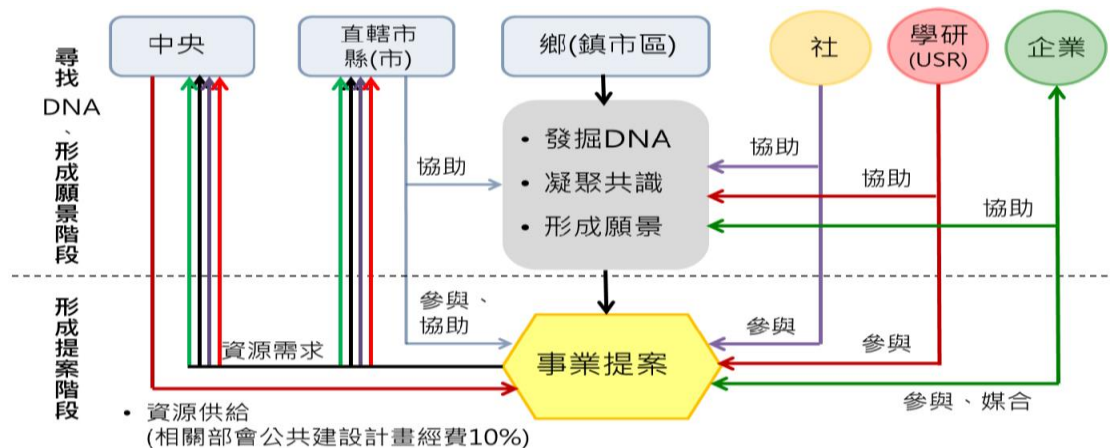 中央
直轄市
縣(市)
鄉(鎮市區)
社
學研
(USR)
企業
尋找DNA、形成願景階段
• 發掘DNA
• 凝聚共識
• 形成願景
協助
協助
協助
協助
形成提案階段
參與、
協助
資源需求
事業提案
參與
參與
參與、媒合
• 資源供給
(相關部會公共建設計畫經費10%)